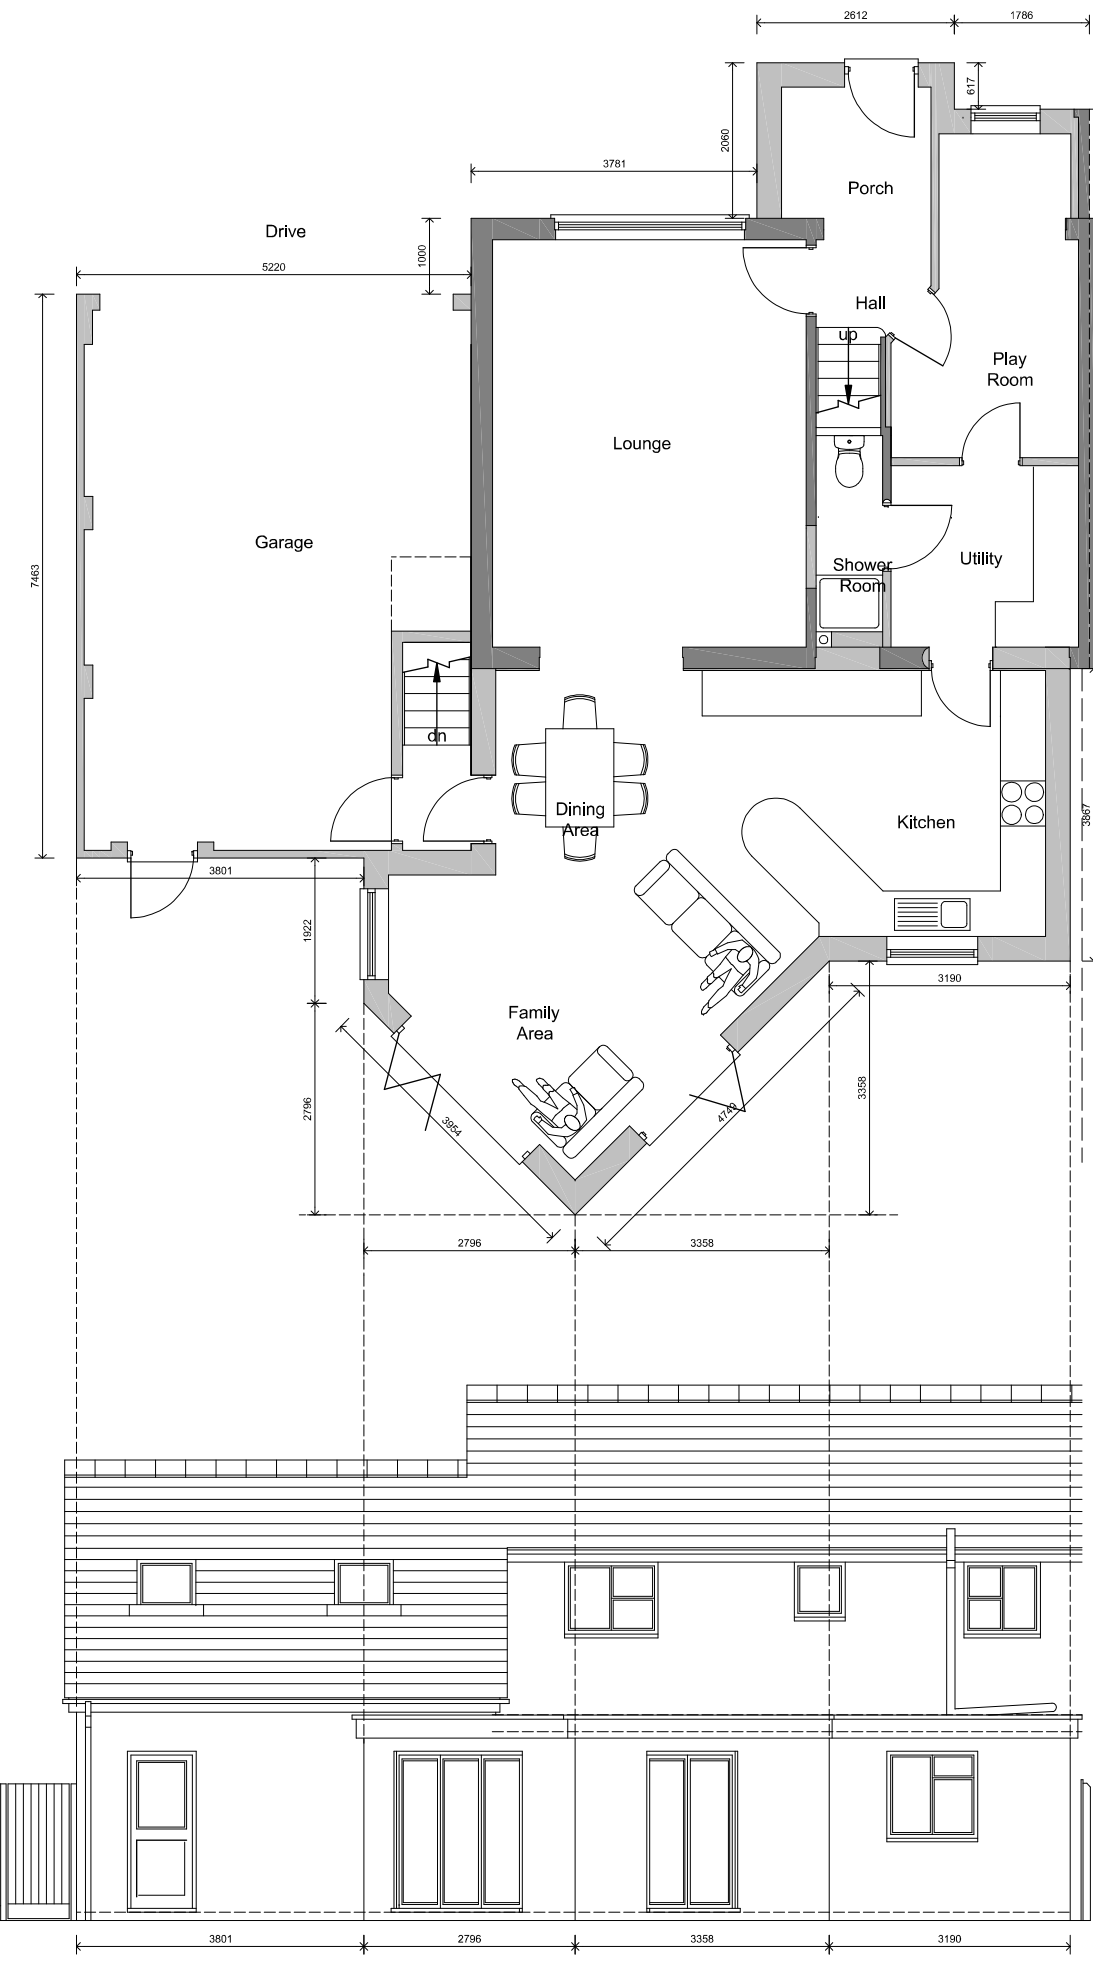 2612
1786
617
2060
3781
Porch
Drive
1000
5220
Hall
up
Play
Room
Lounge
Garage
7463
Shower
Room
Utility
dn
Dining
Area
Kitchen
3867
3801
1922
3190
Family
Area
3358
2796
3954
4749
2796
3358
3801
2796
3358
3190